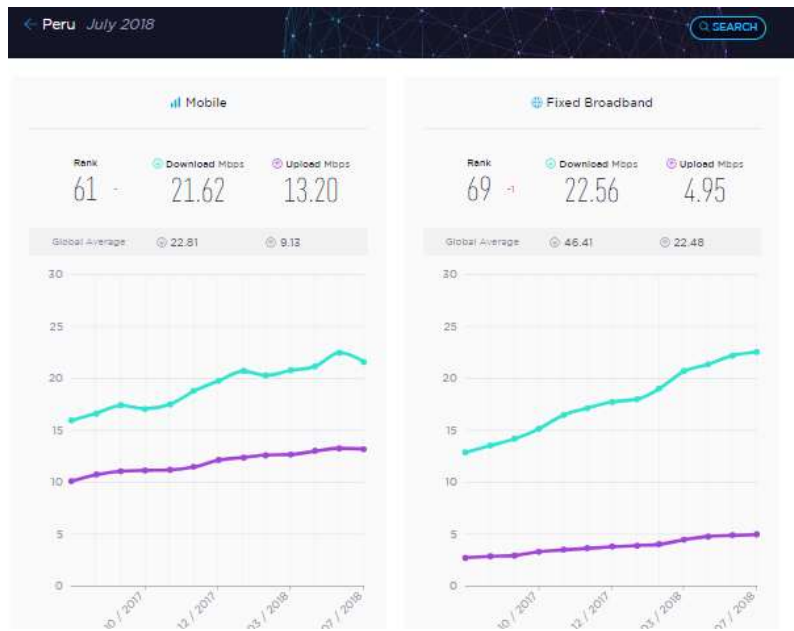 ← Peru July 2018
SEARCH
Mobile
Rank
Download Mbps
Upload Mbps
61 -
21.62
13.20
Global Average
22.81
9.13
30
25
20
15
10
5
0
10 / 2017
12 / 2017
03 / 2018
07 / 2018
Fixed Broadband
Rank
Download Mbps
Upload Mbps
69 -1
22.56
4.95
Global Average
46.41
22.48
30
25
20
15
10
5
0
10 / 2017
12 / 2017
03 / 2018
07 / 2018